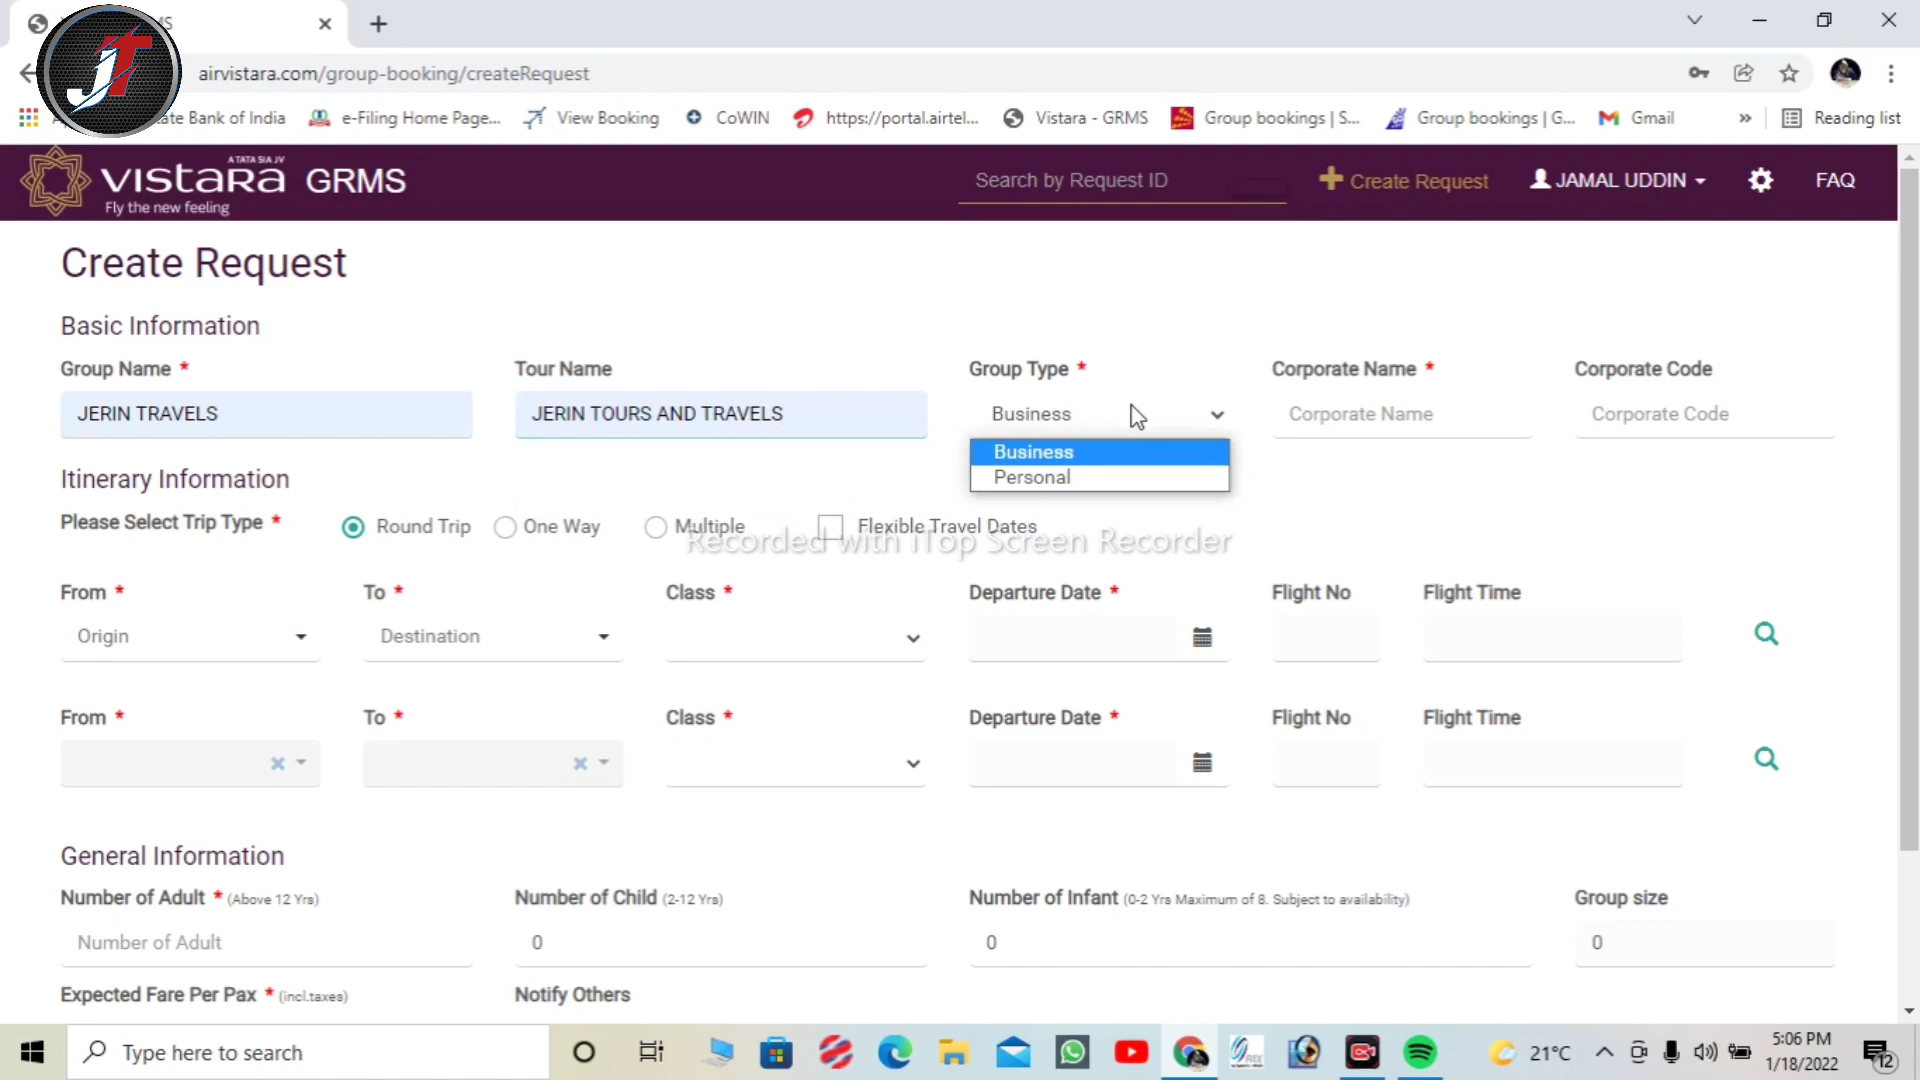 JT
airvistara.com/group-booking/createRequest
ate Bank of India
e-Filing Home Page...
View Booking
CoWIN
https://portal.airtel...
Vistara - GRMS
Group bookings | S...
Group bookings | G...
Gmail
»
Reading list
A TATA SIA JV
vistara GRMS
Fly the new feeling
Search by Request ID
Create Request
JAMAL UDDIN
FAQ
Create Request
Basic Information
Group Name *
Tour Name
Group Type *
Corporate Name *
Corporate Code
JERIN TRAVELS
JERIN TOURS AND TRAVELS
Business
Corporate Name
Corporate Code
Business
Personal
Itinerary Information
Please Select Trip Type *
Round Trip
One Way
Multiple
Flexible Travel Dates
Recorded with iTop Screen Recorder
From *
To *
Class *
Departure Date *
Flight No
Flight Time
Origin
Destination
From *
To *
Class *
Departure Date *
Flight No
Flight Time
General Information
Number of Adult * (Above 12 Yrs)
Number of Child (2-12 Yrs)
Number of Infant (0-2 Yrs Maximum of 8. Subject to availability)
Group size
Number of Adult
0
0
0
Expected Fare Per Pax * (incl.taxes)
Notify Others
Type here to search
21°C
5:06 PM
1/18/2022
12